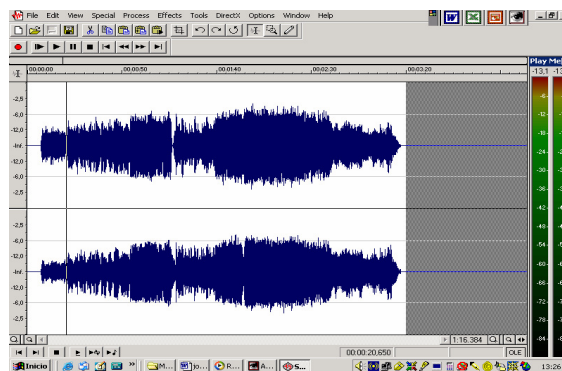 File Edit View Special Process Effects Tools DirectX Options Window Help
Play Me
-13,1 -13
,00:00:00 ,00:00:50 ,00:01:40 ,00:02:30 ,00:03:20
-2,5
-6,0
-12,0
-Inf.
-12,0
-6,0
-2,5
-2,5
-6,0
-12,0
-Inf.
-12,0
-6,0
-2,5
-6
-12
-18
-24
-30
-36
-42
-48
-54
-60
-66
-72
-78
-84
1:16.384
00:00:20,650
OLE
Inicio
M...
jo...
R...
A...
S...
13:26